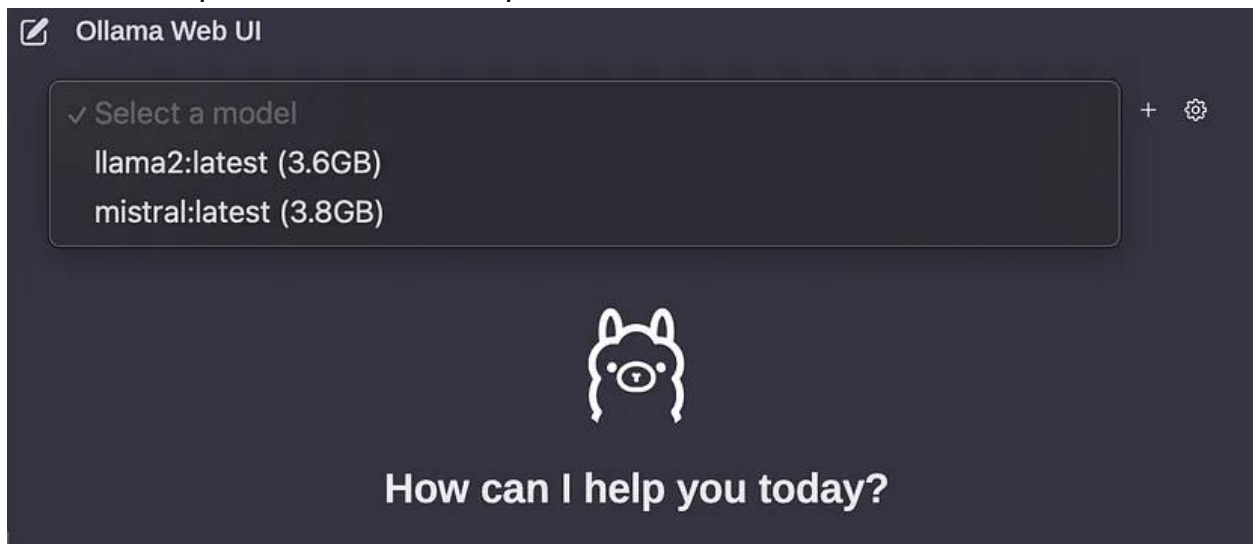 Ollama Web UI
Select a model
llama2:latest (3.6GB)
mistral:latest (3.8GB)
How can I help you today?